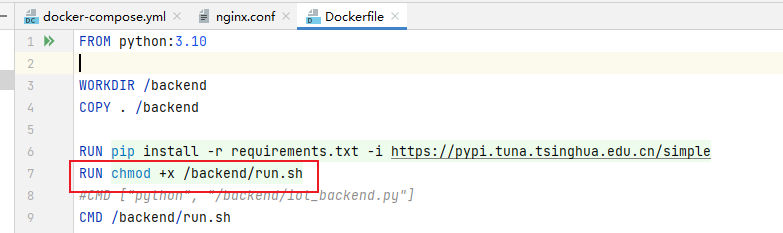 docker-compose.yml nginx.conf Dockerfile
1 FROM python:3.10
2
3 WORKDIR /backend
4 COPY . /backend
5
6 RUN pip install -r requirements.txt -i https://pypi.tuna.tsinghua.edu.cn/simple
7 RUN chmod +x /backend/run.sh
8 #CMD ["python", "/backend/iot_backend.py"]
9 CMD /backend/run.sh